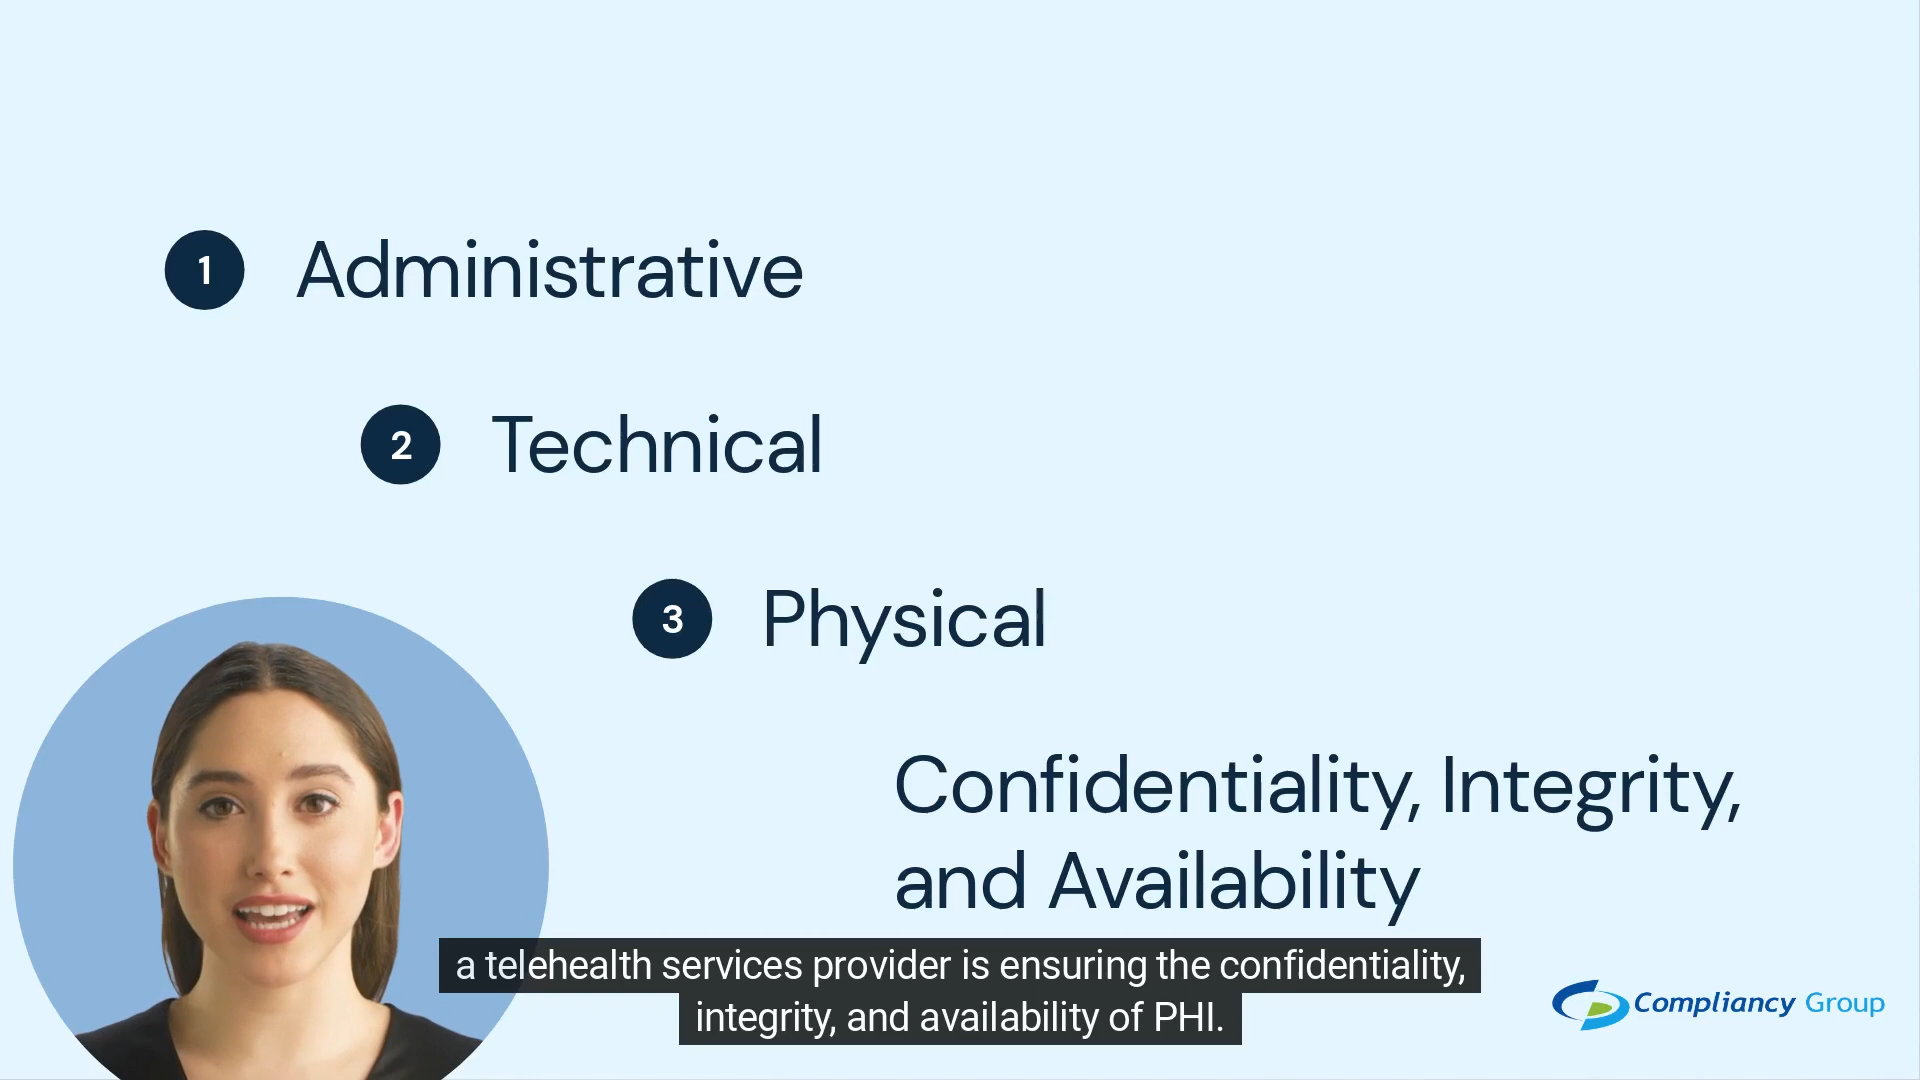 1 Administrative
2 Technical
3 Physical
Confidentiality, Integrity,
and Availability
a telehealth services provider is ensuring the confidentiality,
integrity, and availability of PHI.
Compliancy Group